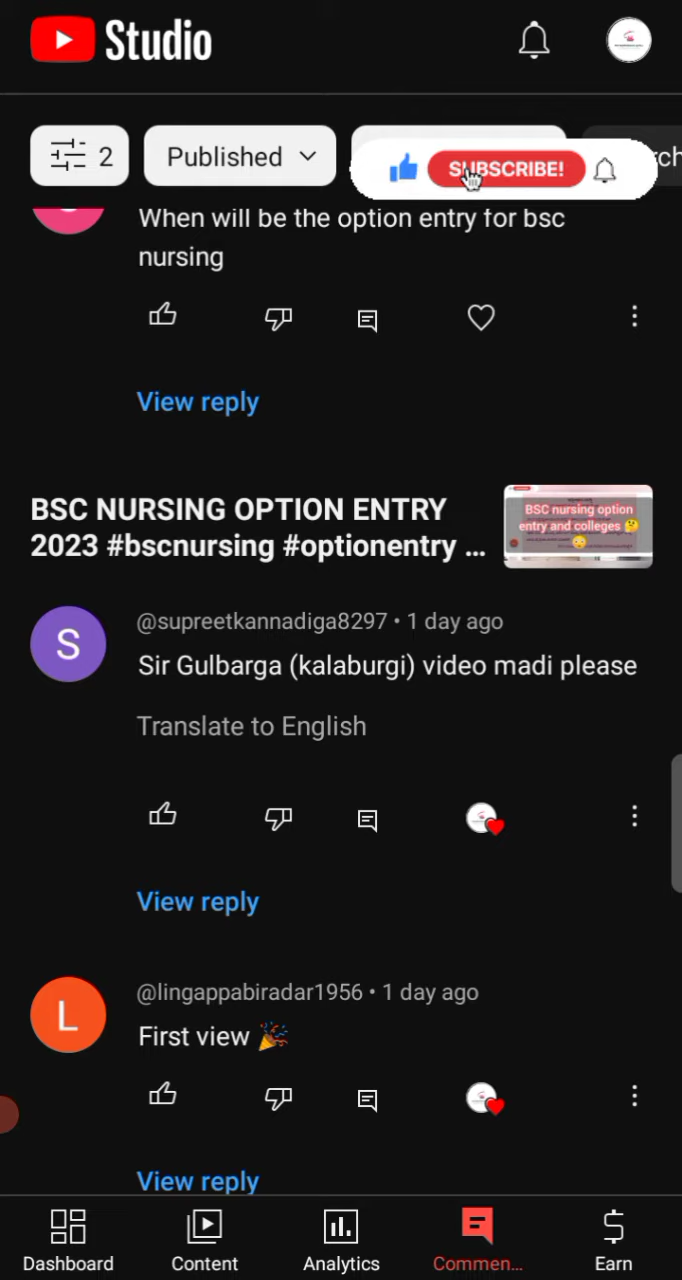 Studio
2
Published
SUBSCRIBE!
When will be the option entry for bsc
nursing
View reply
BSC NURSING OPTION ENTRY
2023 #bscnursing #optionentry ...
BSC nursing option
entry and colleges 🤔
😳
S
@supreetkannadiga8297 • 1 day ago
Sir Gulbarga (kalaburgi) video madi please
Translate to English
View reply
L
@lingappabiradar1956 • 1 day ago
First view 🎉
View reply
Dashboard
Content
Analytics
Commen...
Earn